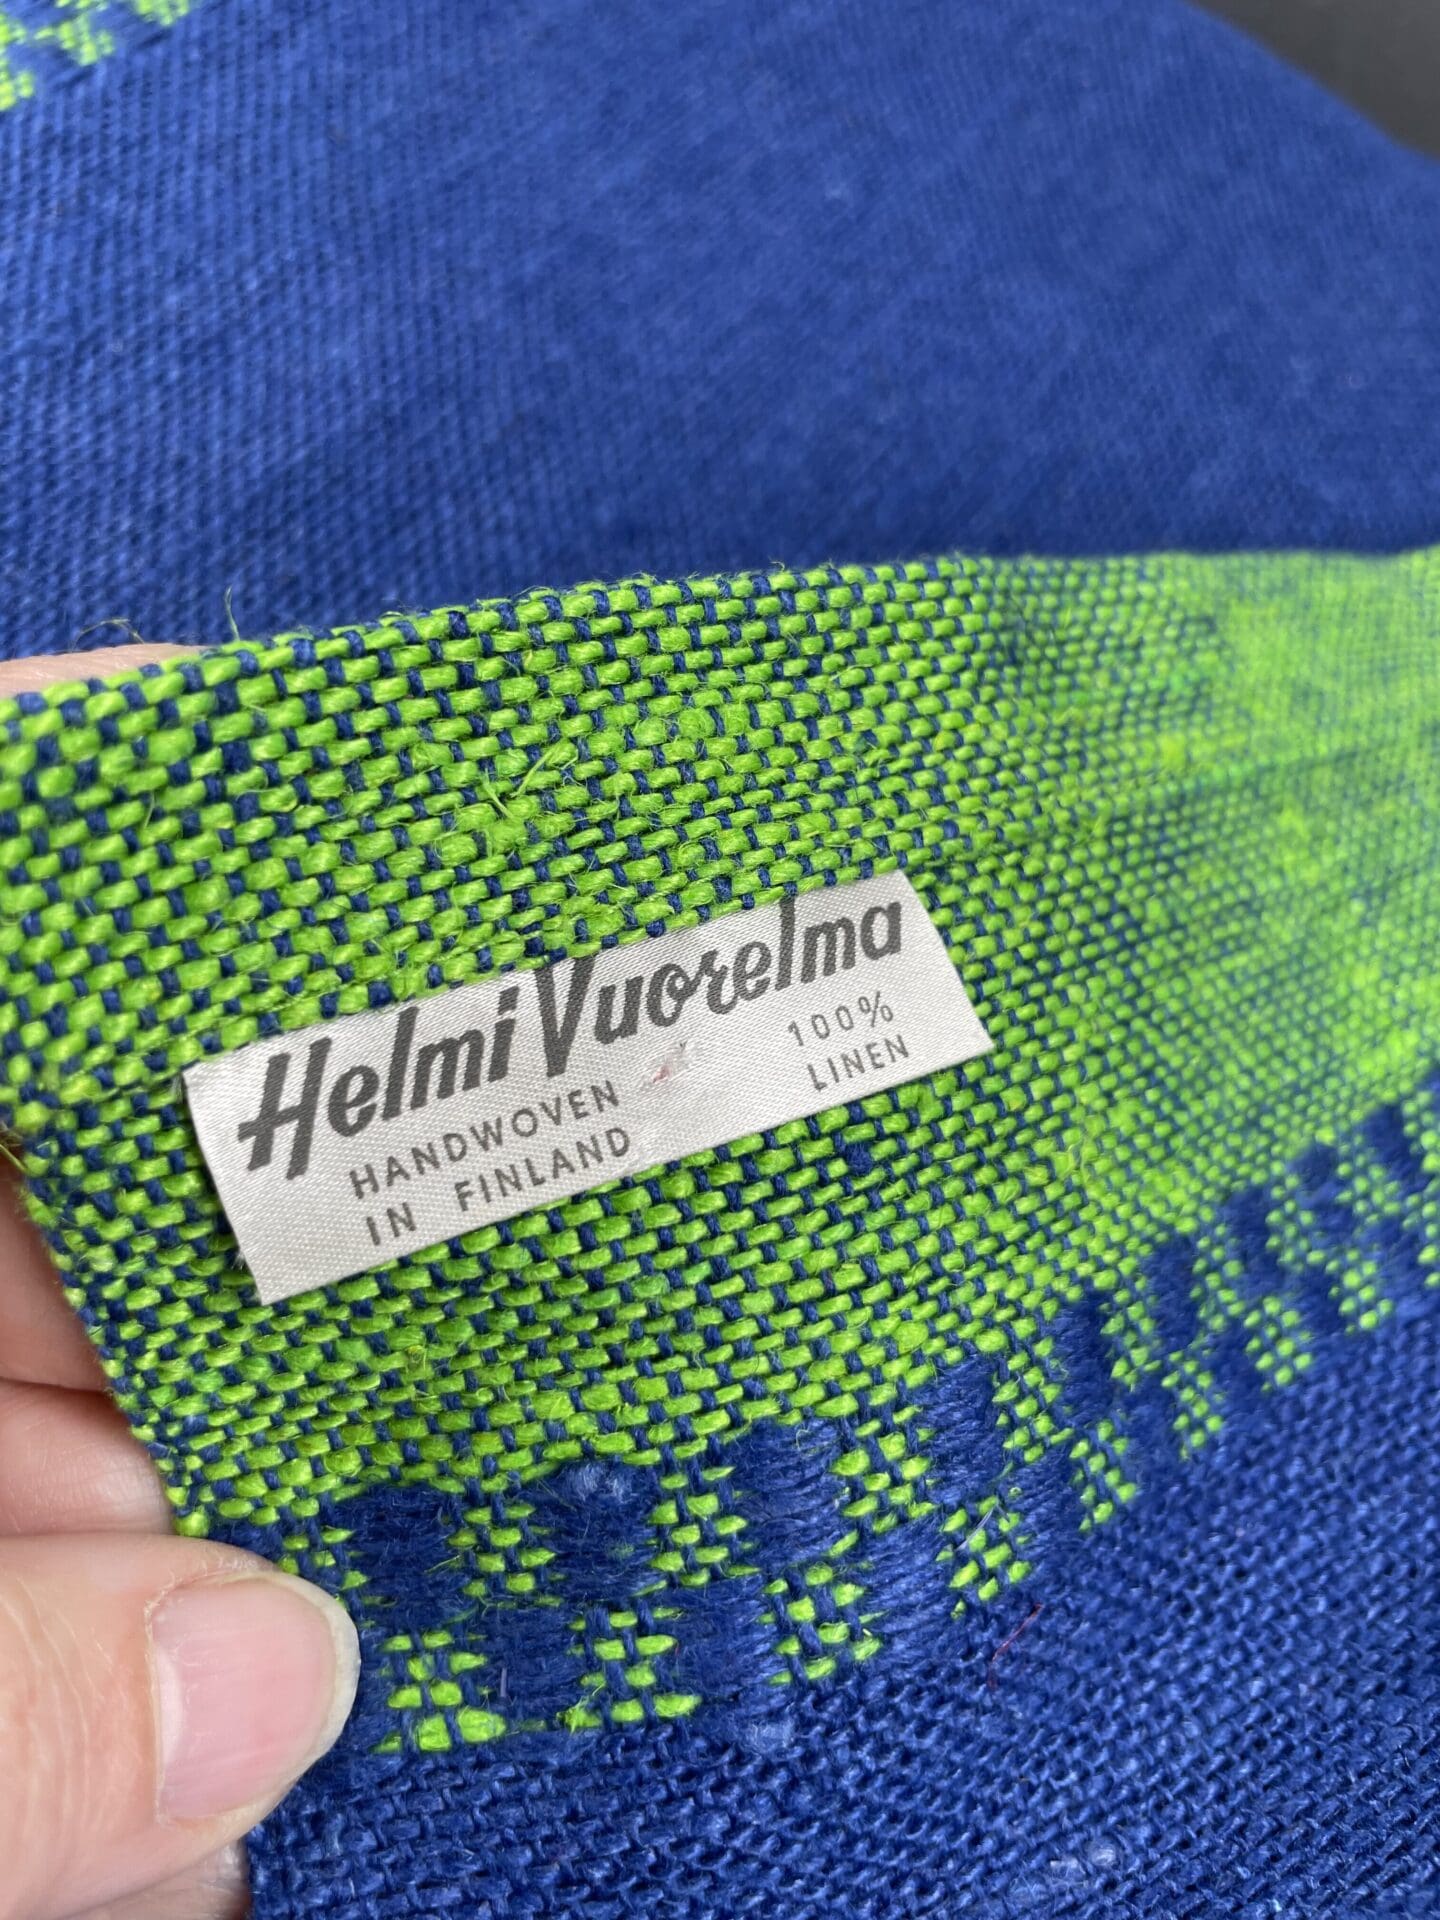 Helmi Vuorelma
HANDWOVEN
IN FINLAND
100%
LINEN